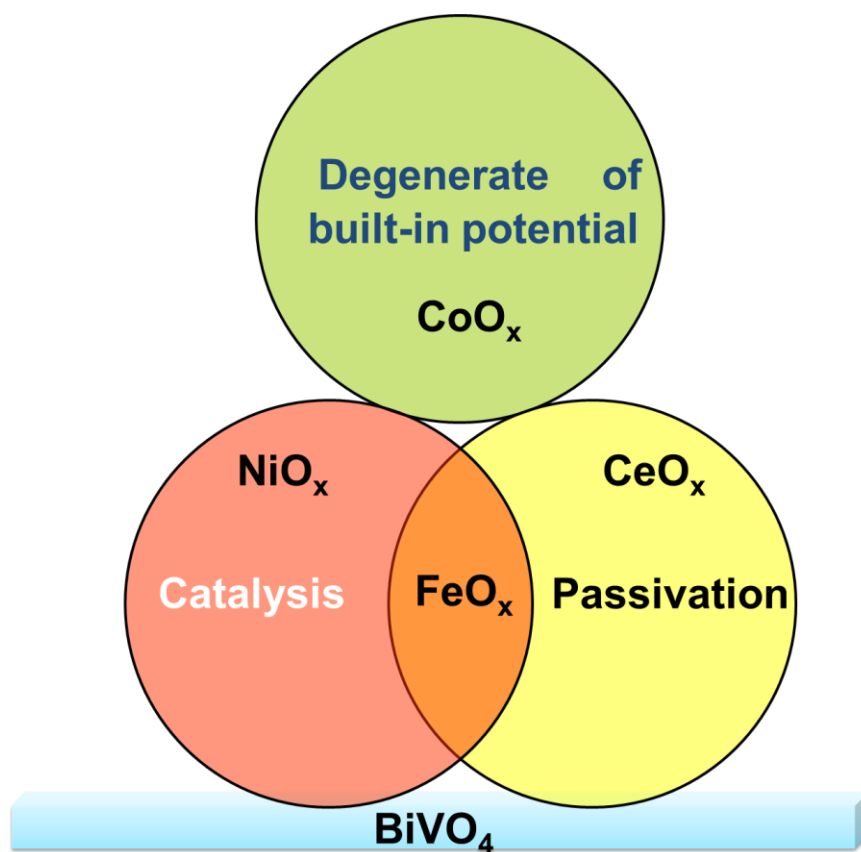 Degenerate of
built-in potential
CoOₓ
NiOₓ
CeOₓ
Catalysis
FeOₓ
Passivation
BiVO₄